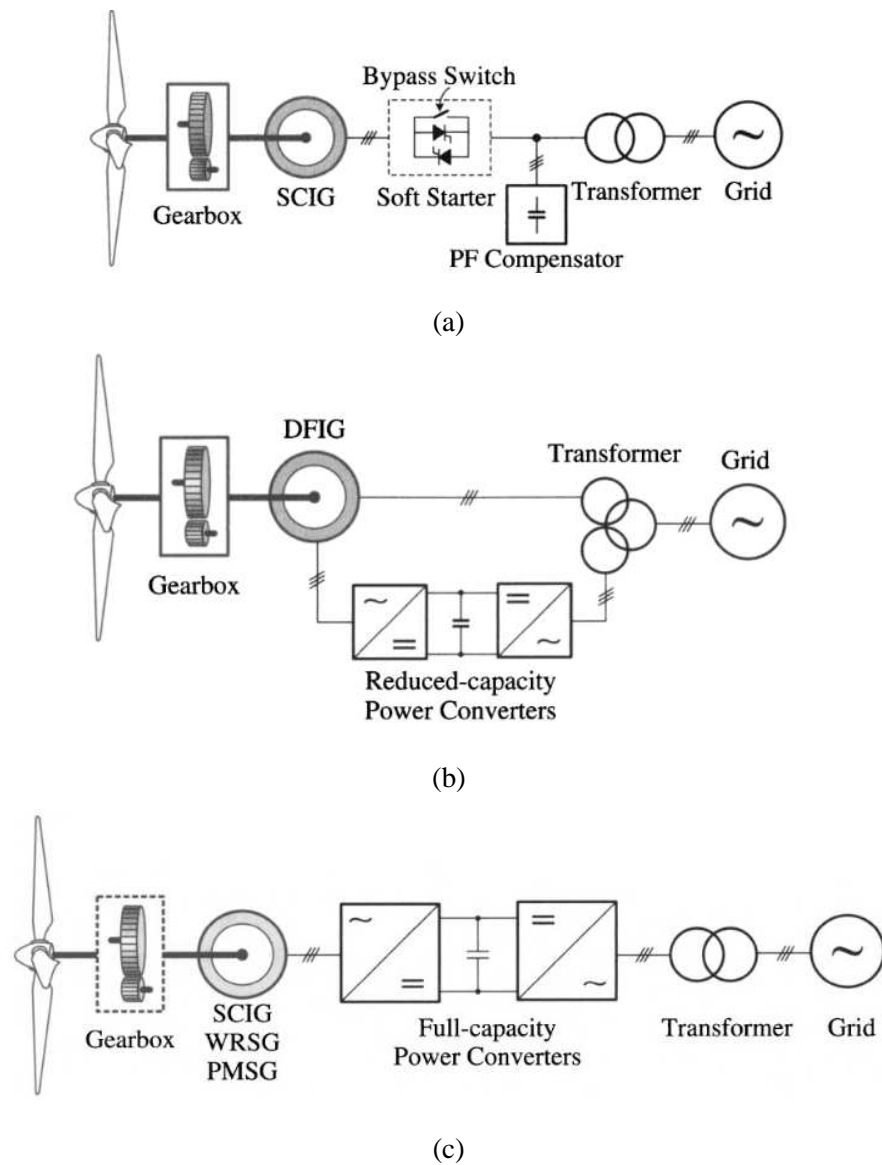 Bypass Switch
Gearbox
SCIG
Soft Starter
Transformer
Grid
PF Compensator
(a)
DFIG
Transformer
Grid
Gearbox
Reduced-capacity
Power Converters
(b)
Gearbox
SCIG
WRSG
PMSG
Full-capacity
Power Converters
Transformer
Grid
(c)